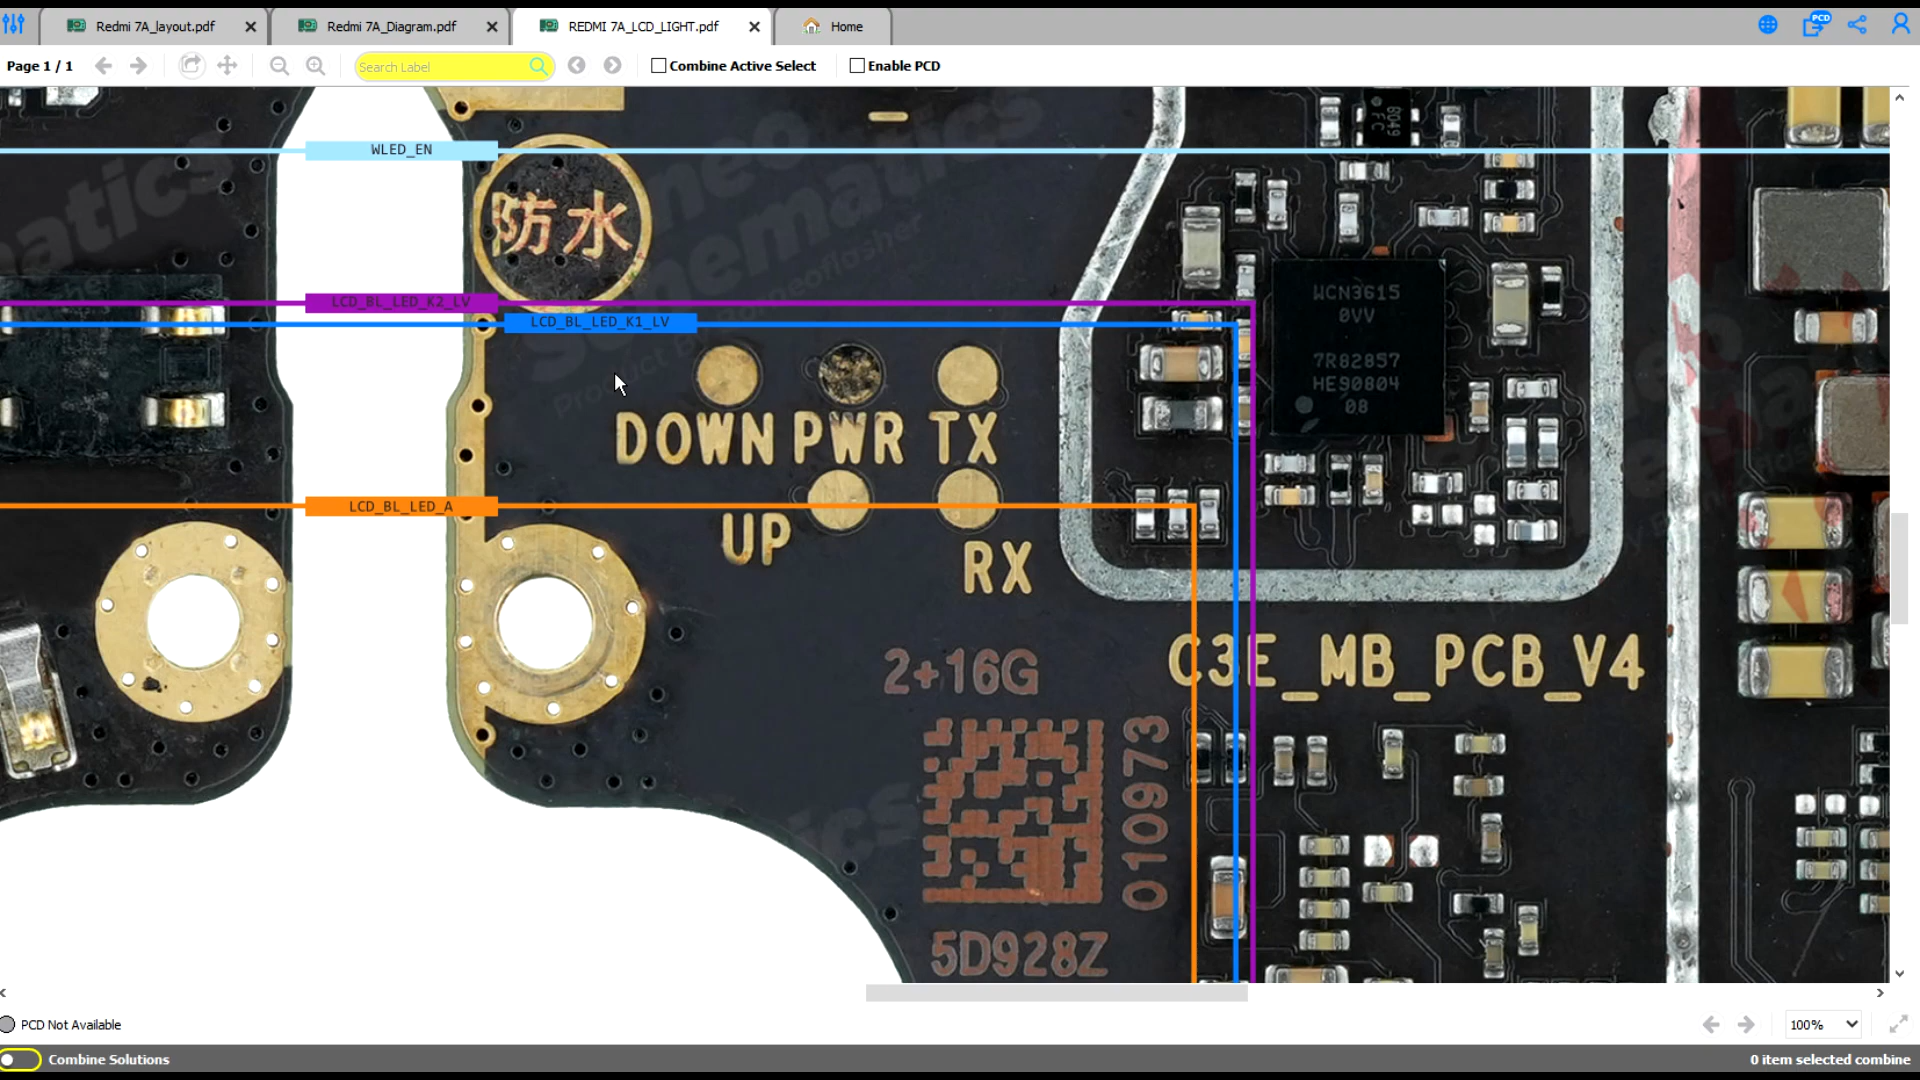 Redmi 7A_layout.pdf
Redmi 7A_Diagram.pdf
REDMI 7A_LCD_LIGHT.pdf
Home
PCD
Page 1 / 1
Search Label
Combine Active Select
Enable PCD
WLED_EN
防水
LCD_BL_LED_K2_LV
LCD_BL_LED_K1_LV
WCN3615
0VV
7R82857
HE90804
08
DOWN PWR TX
LCD_BL_LED_A
UP
RX
2+16G
C3E_MB_PCB_V4
010973
5D928Z
PCD Not Available
100%
Combine Solutions
0 item selected combine